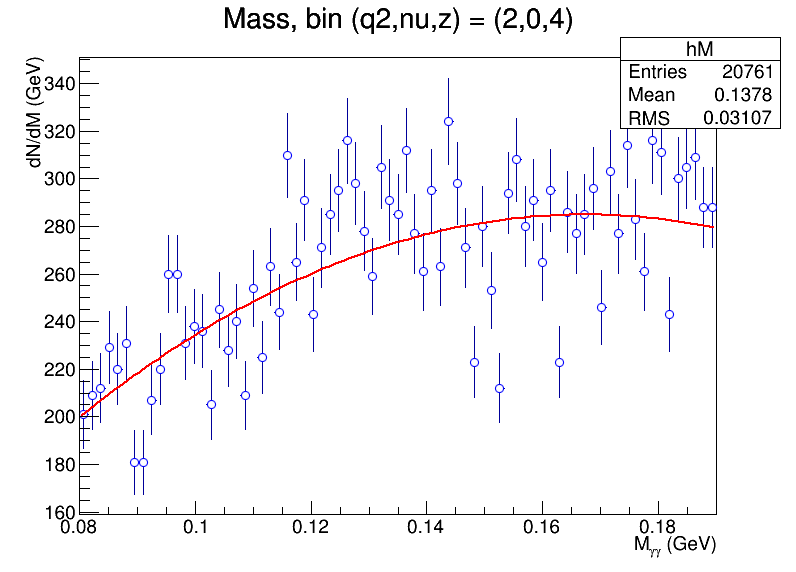 Mass, bin (q2,nu,z) = (2,0,4)
hM
Entries 20761
Mean 0.1378
RMS 0.03107
dN/dM (GeV)
340
320
300
280
260
240
220
200
180
160
0.08 0.1 0.12 0.14 0.16 0.18
Mγγ (GeV)